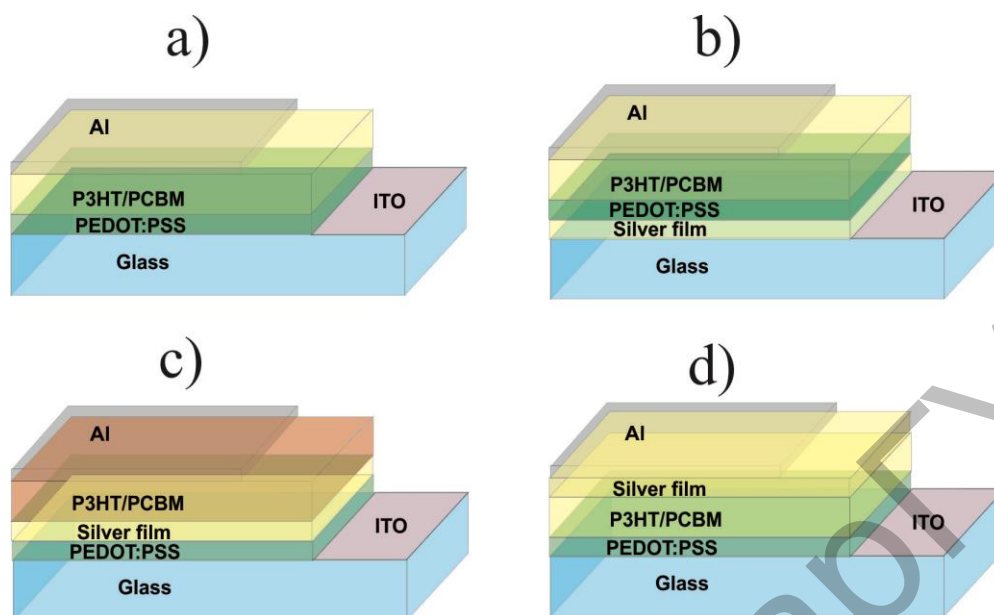 a)
Al
P3HT/PCBM
PEDOT:PSS
ITO
Glass
b)
Al
P3HT/PCBM
PEDOT:PSS
Silver film
ITO
Glass
c)
Al
P3HT/PCBM
Silver film
PEDOT:PSS
ITO
Glass
d)
Al
Silver film
P3HT/PCBM
PEDOT:PSS
ITO
Glass